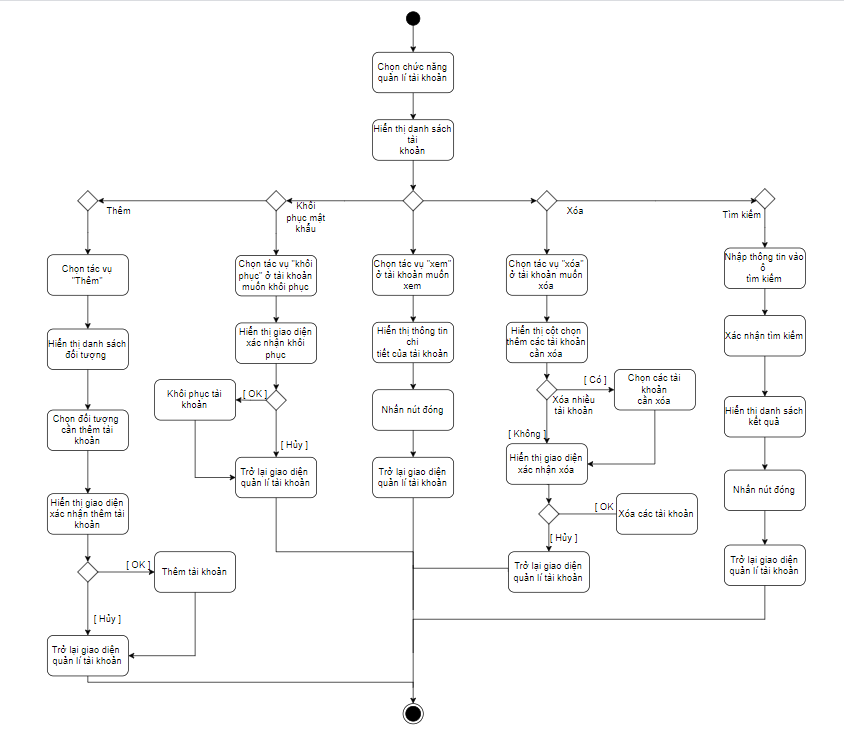 Chọn chức năng
quản lí tài khoản
Hiển thị danh sách
tài
khoản
Thêm
Khôi
phục mật
khẩu
Xóa
Tìm kiếm
Chọn tác vụ
"Thêm"
Hiển thị danh sách
đối tượng
Chọn đối tượng
cần thêm tài
khoản
Hiển thị giao diện
xác nhận thêm tài
khoản
[ OK ]
Thêm tài khoản
[ Hủy ]
Trở lại giao diện
quản lí tài khoản
Chọn tác vụ "khôi
phục" ở tài khoản
muốn khôi phục
Hiển thị giao diện
xác nhận khôi
phục
[ OK ]
Khôi phục tài
khoản
[ Hủy ]
Trở lại giao diện
quản lí tài khoản
Chọn tác vụ "xem"
ở tài khoản muốn
xem
Hiển thị thông tin
chi
tiết của tài khoản
Nhấn nút đóng
Trở lại giao diện
quản lí tài khoản
Chọn tác vụ "xóa"
ở tài khoản muốn
xóa
Hiển thị cột chọn
thêm các tài khoản
cần xóa
[ Có ]
Chọn các tài
khoản
cần xóa
Xóa nhiều
tài khoản
[ Không ]
Hiển thị giao diện
xác nhận xóa
[ OK
Xóa các tài khoản
[ Hủy ]
Trở lại giao diện
quản lí tài khoản
Nhập thông tin vào
ô
tìm kiếm
Xác nhận tìm kiếm
Hiển thị danh sách
kết quả
Nhấn nút đóng
Trở lại giao diện
quản lí tài khoản